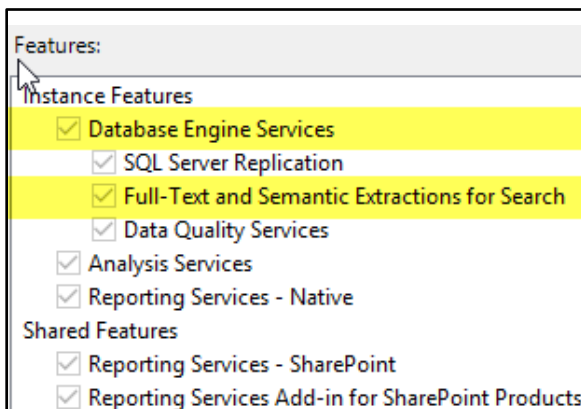 Features:
Instance Features
Database Engine Services
SQL Server Replication
Full-Text and Semantic Extractions for Search
Data Quality Services
Analysis Services
Reporting Services - Native
Shared Features
Reporting Services - SharePoint
Reporting Services Add-in for SharePoint Products